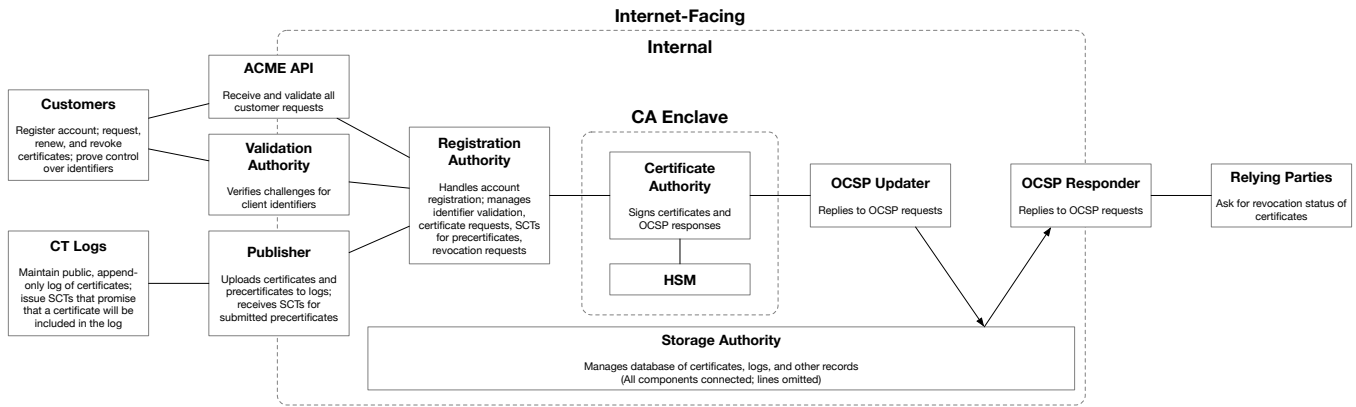 Internet-Facing
Internal
ACME API
Receive and validate all
customer requests
Customers
Register account; request,
renew, and revoke
certificates; prove control
over identifiers
Validation
Authority
Verifies challenges for
client identifiers
CT Logs
Maintain public, append-
only log of certificates;
issue SCTs that promise
that a certificate will be
included in the log
Publisher
Uploads certificates and
precertificates to logs;
receives SCTs for
submitted precertificates
Registration
Authority
Handles account
registration; manages
identifier validation,
certificate requests, SCTs
for precertificates,
revocation requests
CA Enclave
Certificate
Authority
Signs certificates and
OCSP responses
HSM
OCSP Updater
Replies to OCSP requests
OCSP Responder
Replies to OCSP requests
Relying Parties
Ask for revocation status of
certificates
Storage Authority
Manages database of certificates, logs, and other records
(All components connected; lines omitted)